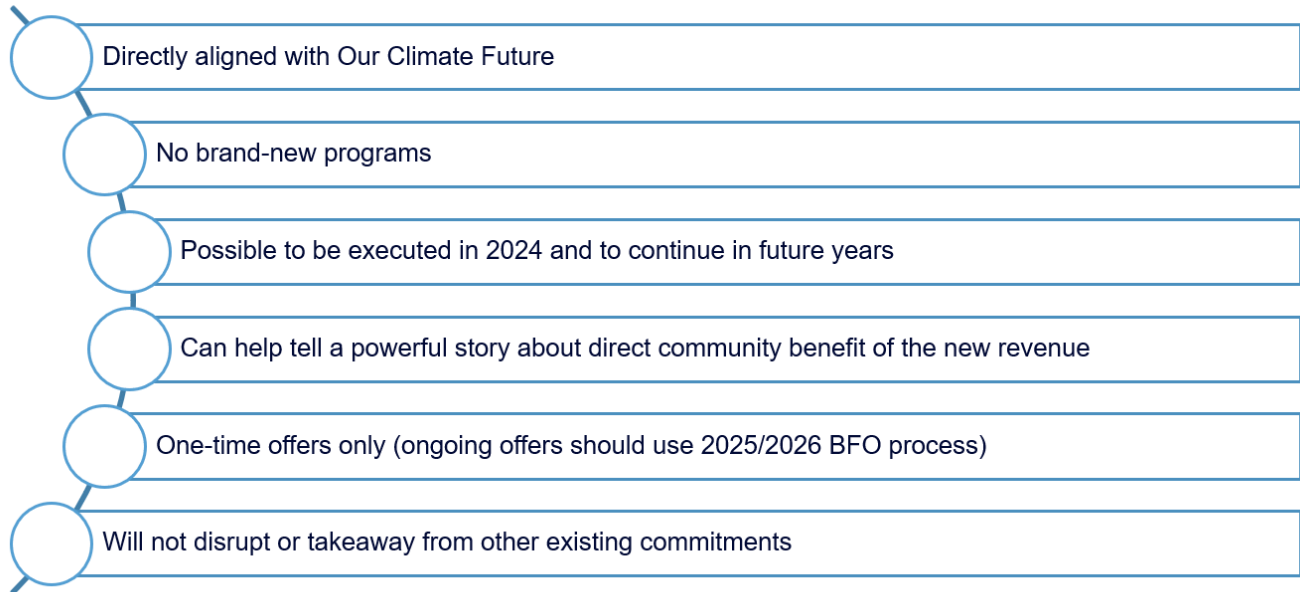 Directly aligned with Our Climate Future
No brand-new programs
Possible to be executed in 2024 and to continue in future years
Can help tell a powerful story about direct community benefit of the new revenue
One-time offers only (ongoing offers should use 2025/2026 BFO process)
Will not disrupt or takeaway from other existing commitments